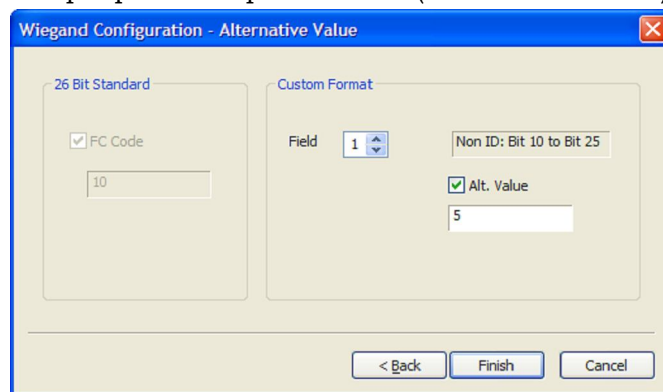 Wiegand Configuration - Alternative Value
26 Bit Standard
FC Code
10
Custom Format
Field 1 Non ID: Bit 10 to Bit 25
Alt. Value
5
< Back Finish Cancel